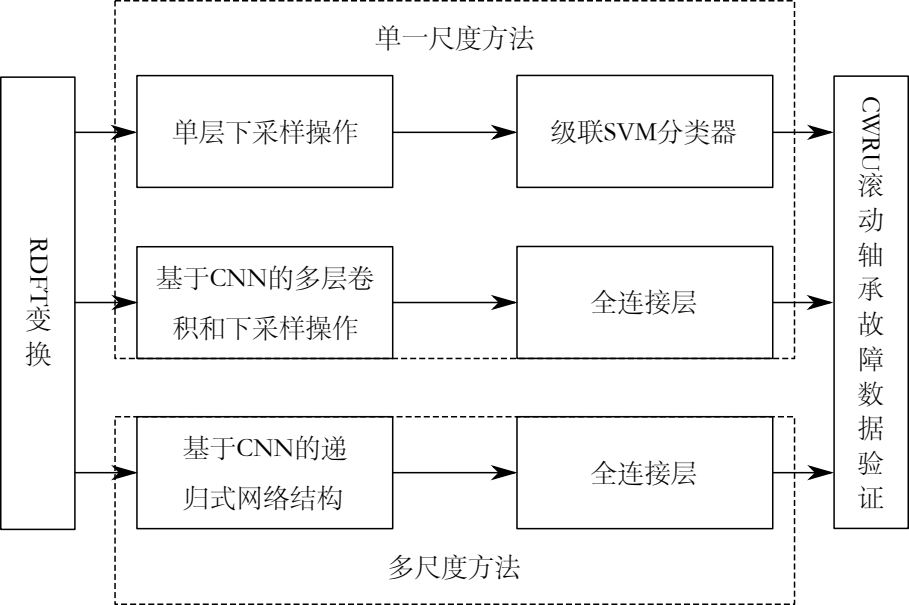 单一尺度方法
RDFT变换
单层下采样操作
级联SVM分类器
基于CNN的多层卷
积和下采样操作
全连接层
基于CNN的递
归式网络结构
全连接层
多尺度方法
CWRU滚动轴承故障数据验证